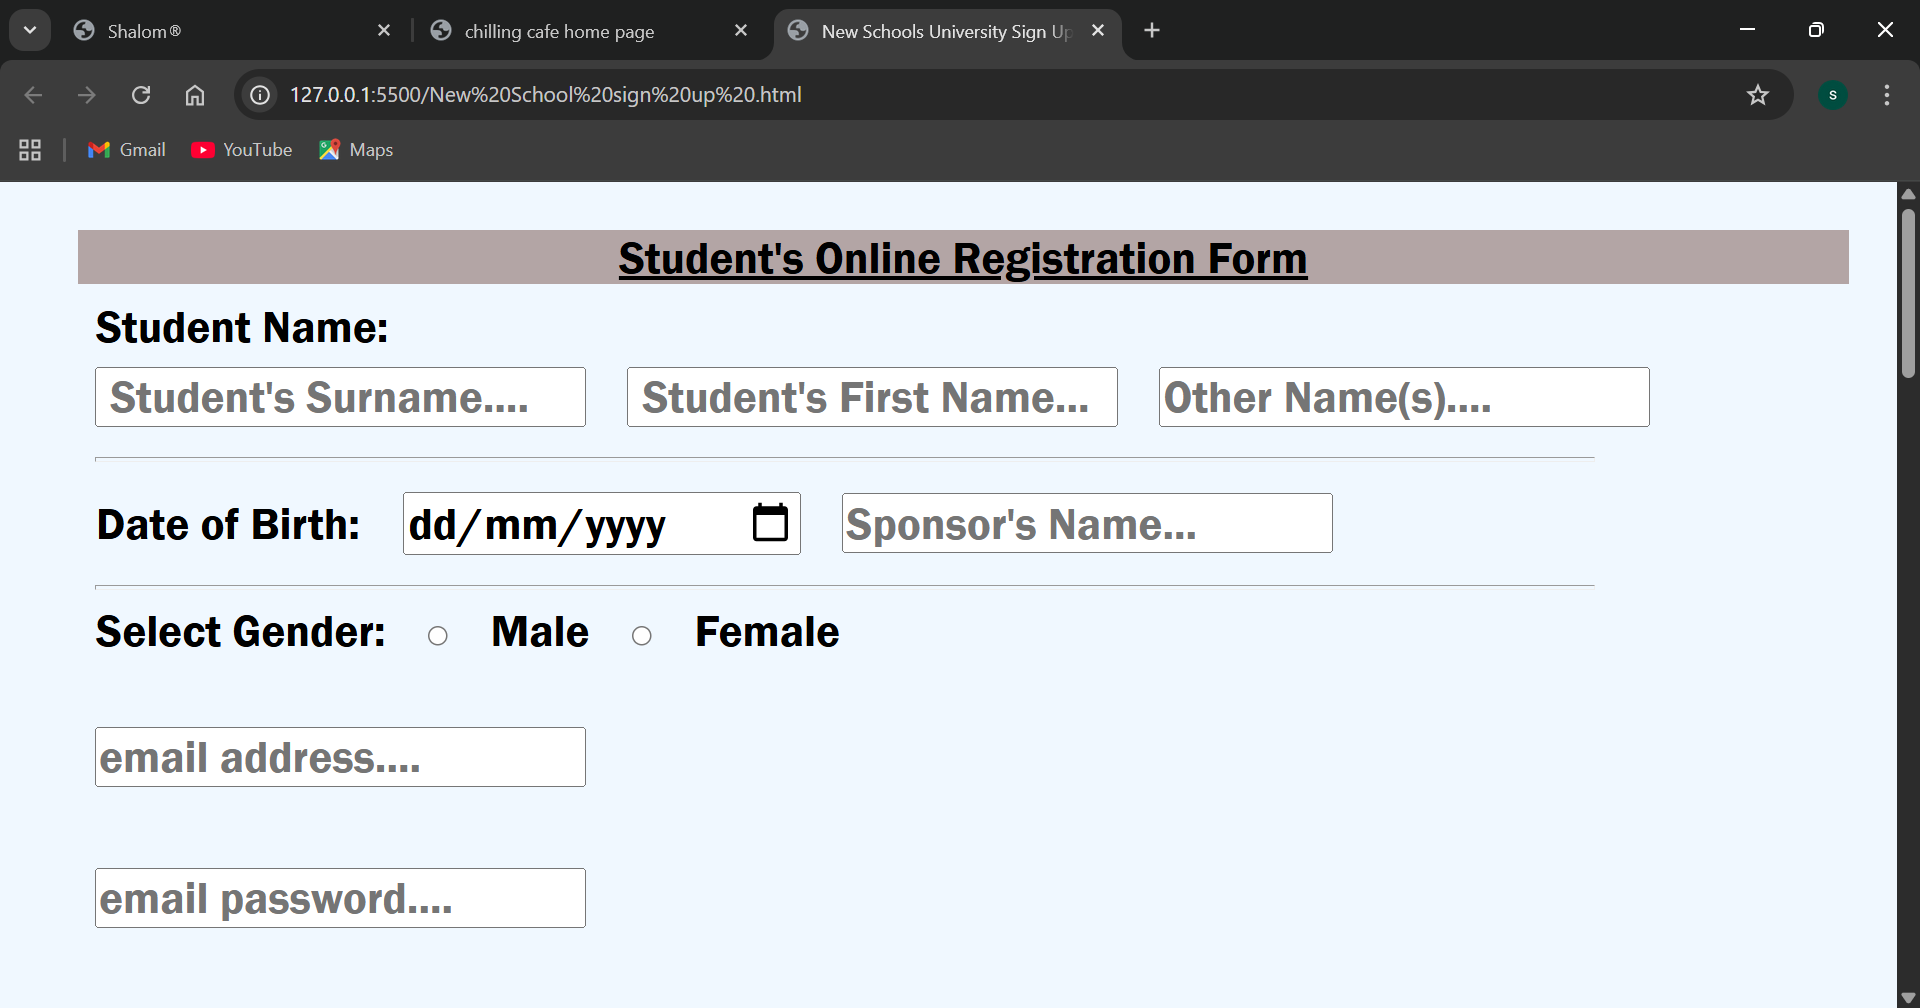 Shalom®
chilling cafe home page
New Schools University Sign Up
127.0.0.1:5500/New%20School%20sign%20up%20.html
S
Gmail
YouTube
Maps
Student's Online Registration Form
Student Name:
Student's Surname.... Student's First Name... Other Name(s)....
Date of Birth: dd/mm/yyyy Sponsor's Name...
Select Gender: Male Female
email address....
email password....